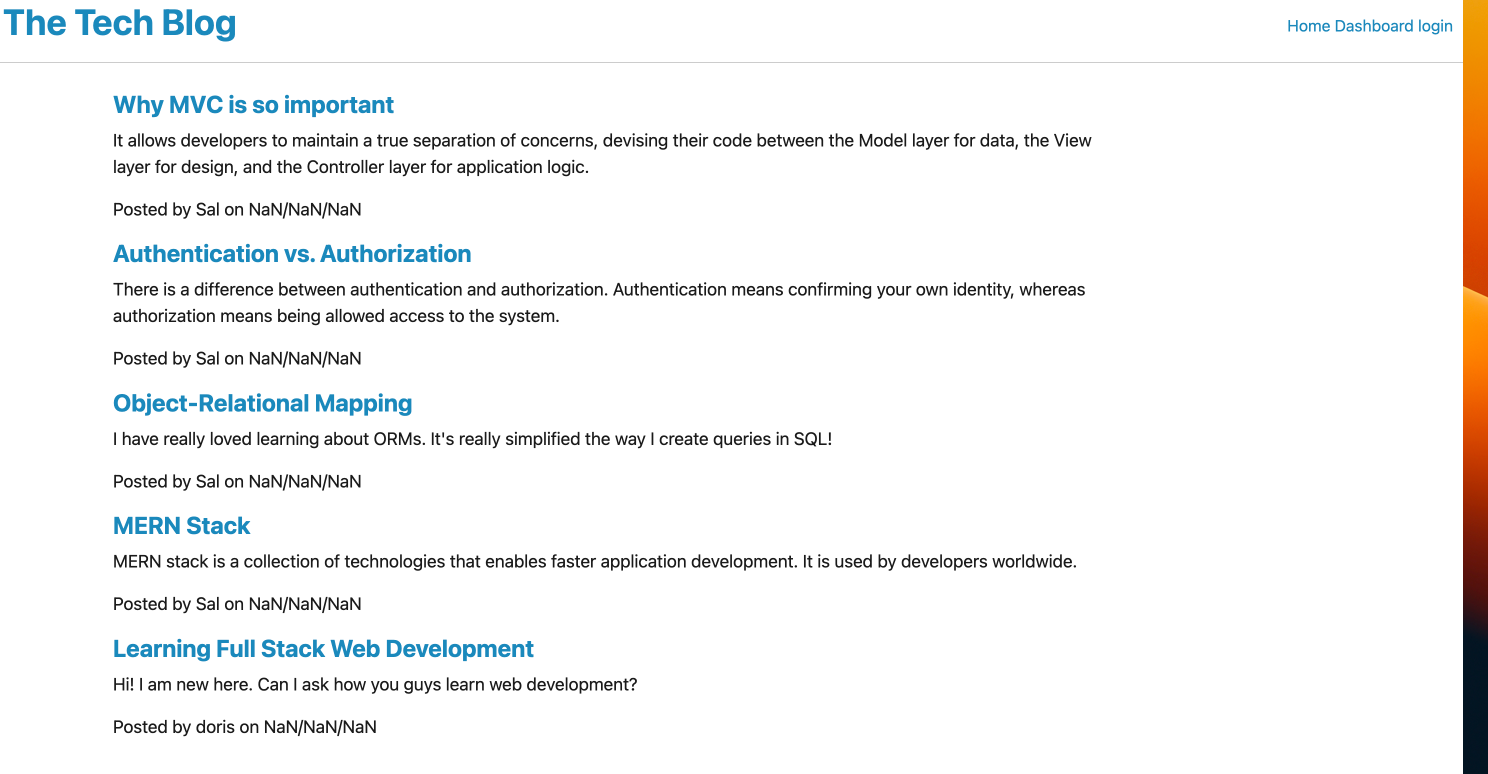 The Tech Blog
Home Dashboard login
Why MVC is so important
It allows developers to maintain a true separation of concerns, devising their code between the Model layer for data, the View
layer for design, and the Controller layer for application logic.
Posted by Sal on NaN/NaN/NaN
Authentication vs. Authorization
There is a difference between authentication and authorization. Authentication means confirming your own identity, whereas
authorization means being allowed access to the system.
Posted by Sal on NaN/NaN/NaN
Object-Relational Mapping
I have really loved learning about ORMs. It's really simplified the way I create queries in SQL!
Posted by Sal on NaN/NaN/NaN
MERN Stack
MERN stack is a collection of technologies that enables faster application development. It is used by developers worldwide.
Posted by Sal on NaN/NaN/NaN
Learning Full Stack Web Development
Hi! I am new here. Can I ask how you guys learn web development?
Posted by doris on NaN/NaN/NaN